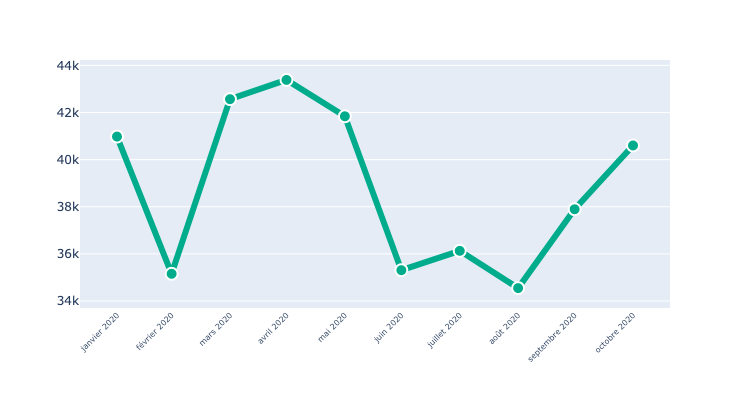 44k
42k
40k
38k
36k
34k
janvier 2020
février 2020
mars 2020
avril 2020
mai 2020
juin 2020
juillet 2020
août 2020
septembre 2020
octobre 2020